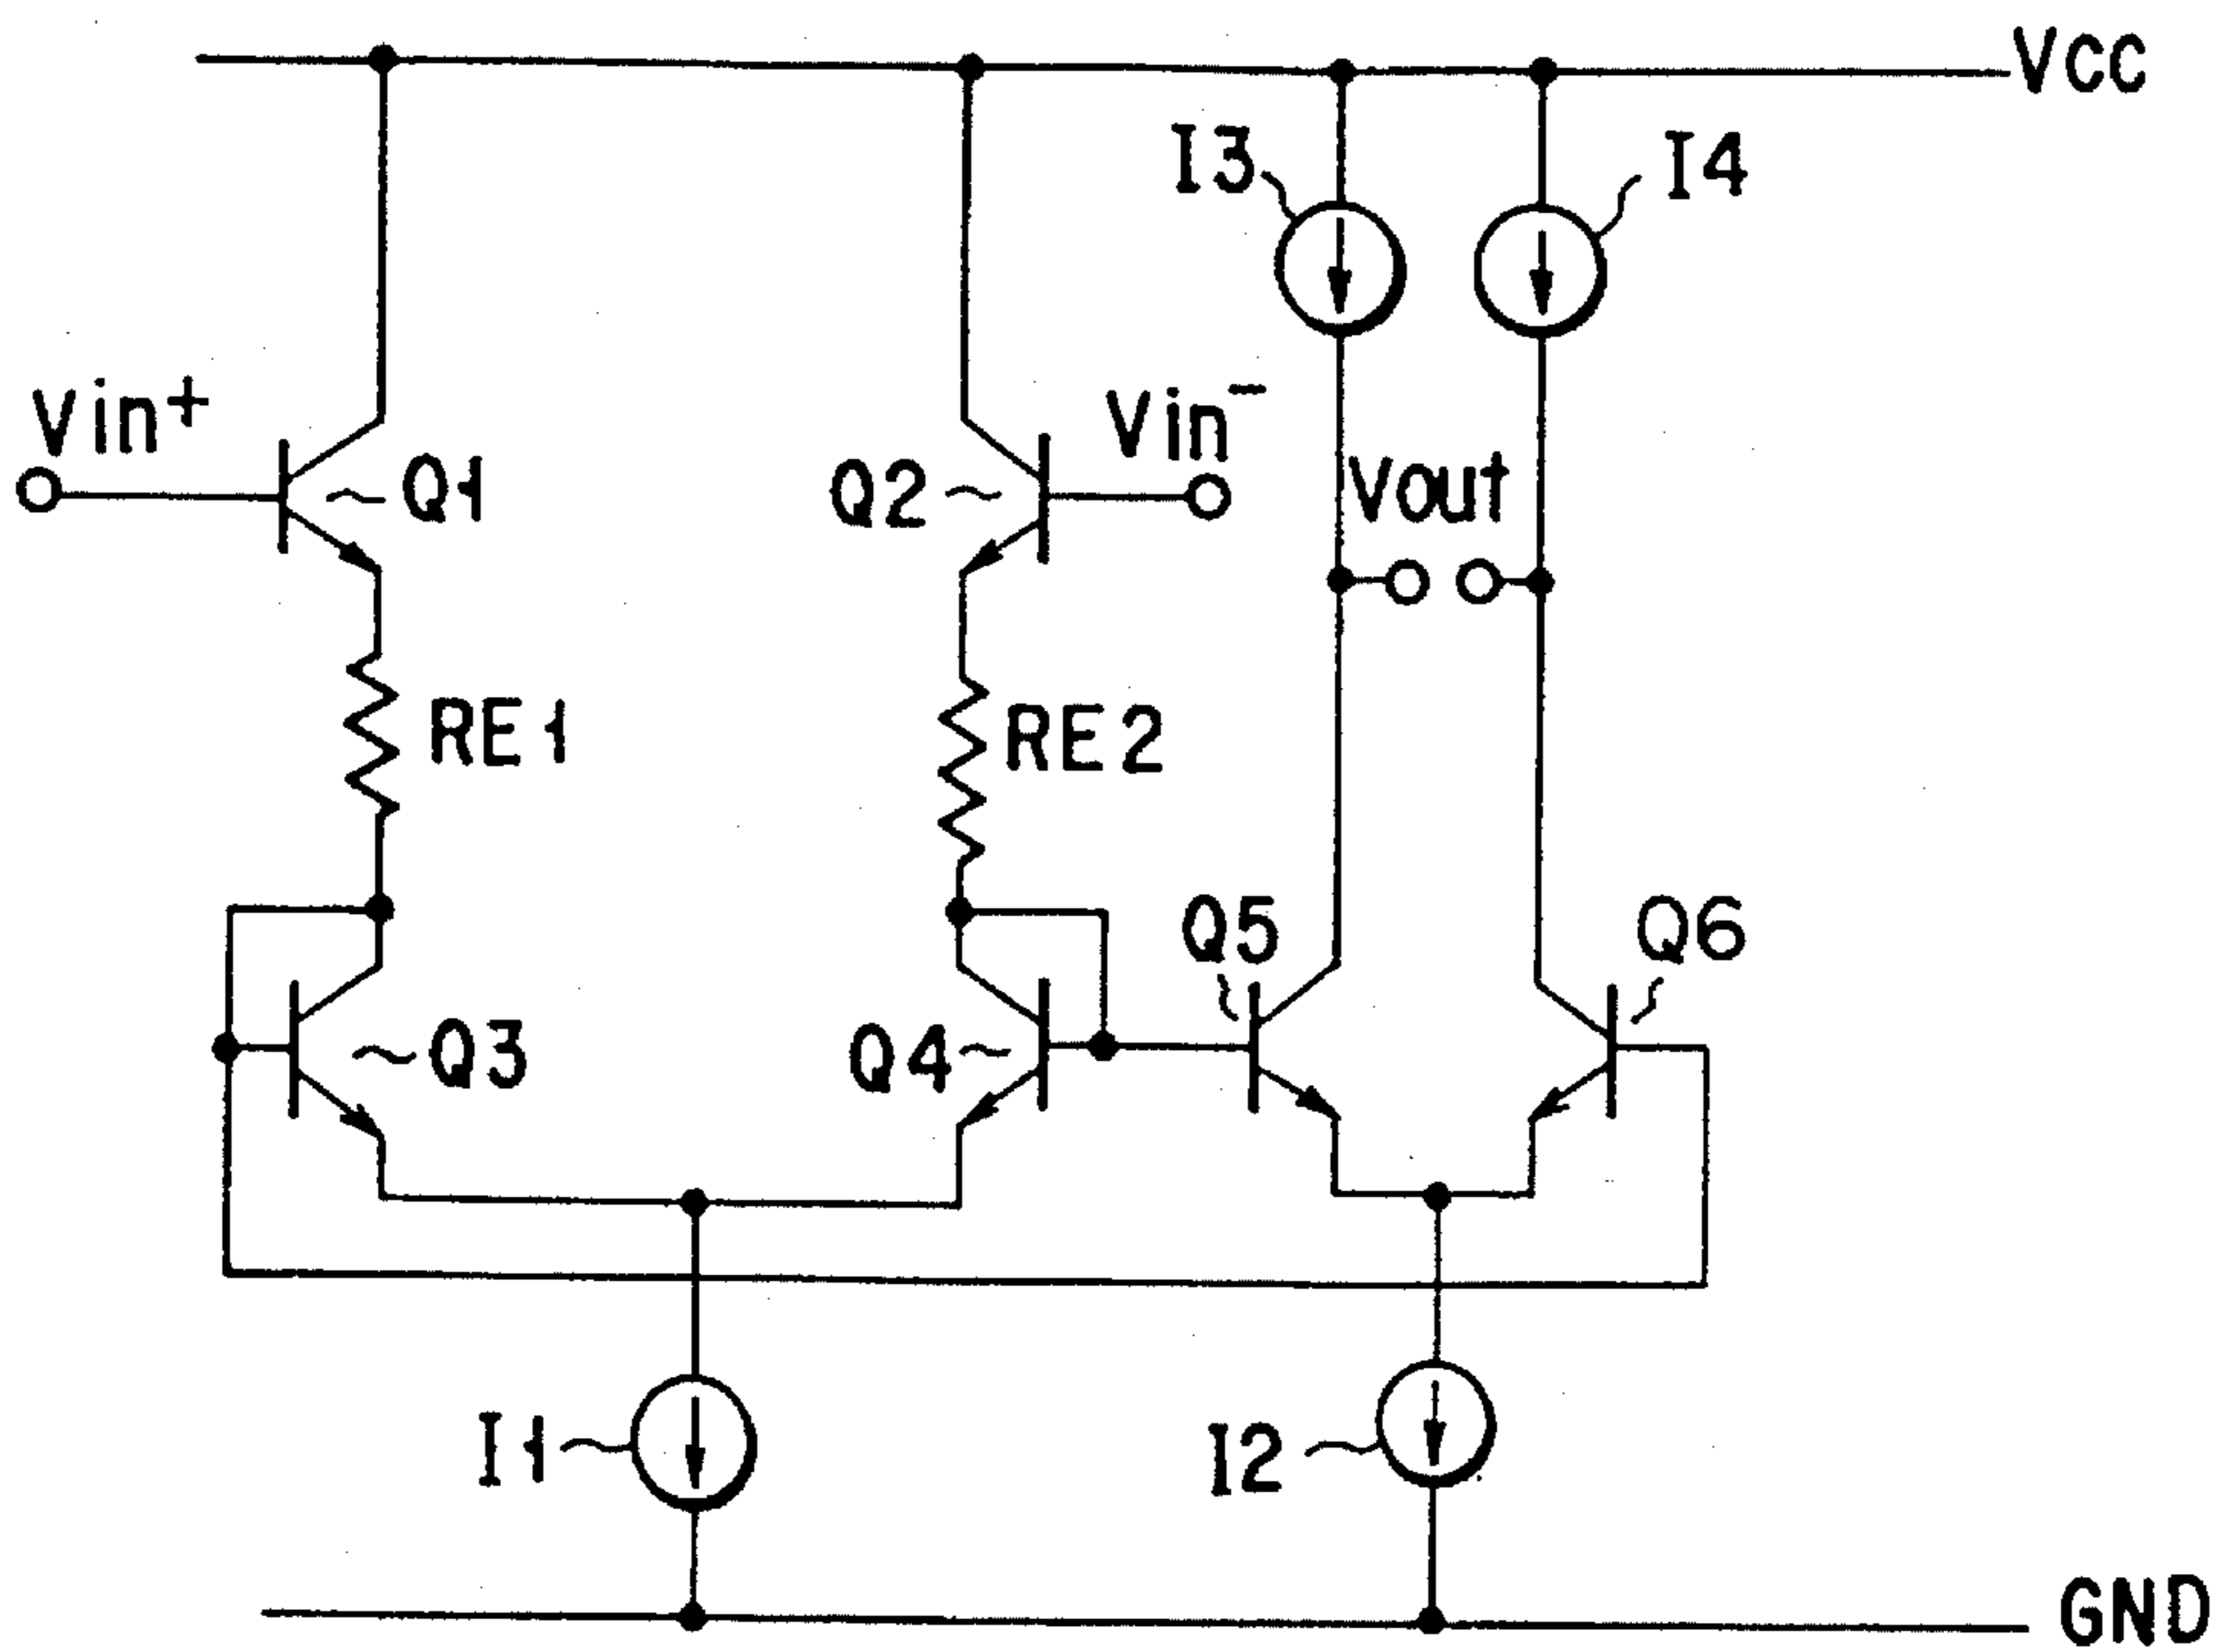 VCC
I3
I4
Vin+
Q1
Q2
Vin-
Vout
RE1
RE2
Q5
Q6
Q3
Q4
I1
I2
GND